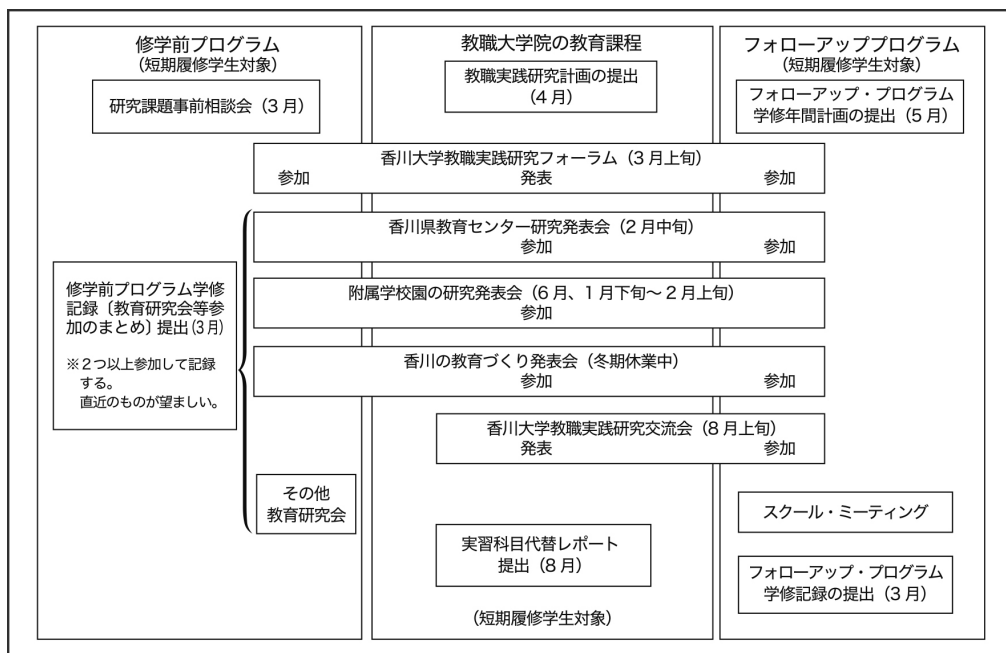 修学前プログラム
（短期履修学生対象）
研究課題事前相談会（3月）
教職大学院の教育課程
教職実践研究計画の提出
（4月）
フォローアッププログラム
（短期履修学生対象）
フォローアップ・プログラム
学修年間計画の提出（5月）
香川大学教職実践研究フォーラム（3月上旬）
参加 発表 参加
香川県教育センター研究発表会（2月中旬）
参加 参加
附属学校園の研究発表会（6月、1月下旬〜2月上旬）
参加
香川の教育づくり発表会（冬期休業中）
参加 参加
香川大学教職実践研究交流会（8月上旬）
発表 参加
修学前プログラム学修
記録〔教育研究会等参
加のまとめ〕提出（3月）
※２つ以上参加して記録
する。
直近のものが望ましい。
その他
教育研究会
実習科目代替レポート
提出（8月）
（短期履修学生対象）
スクール・ミーティング
フォローアップ・プログラム
学修記録の提出（3月）